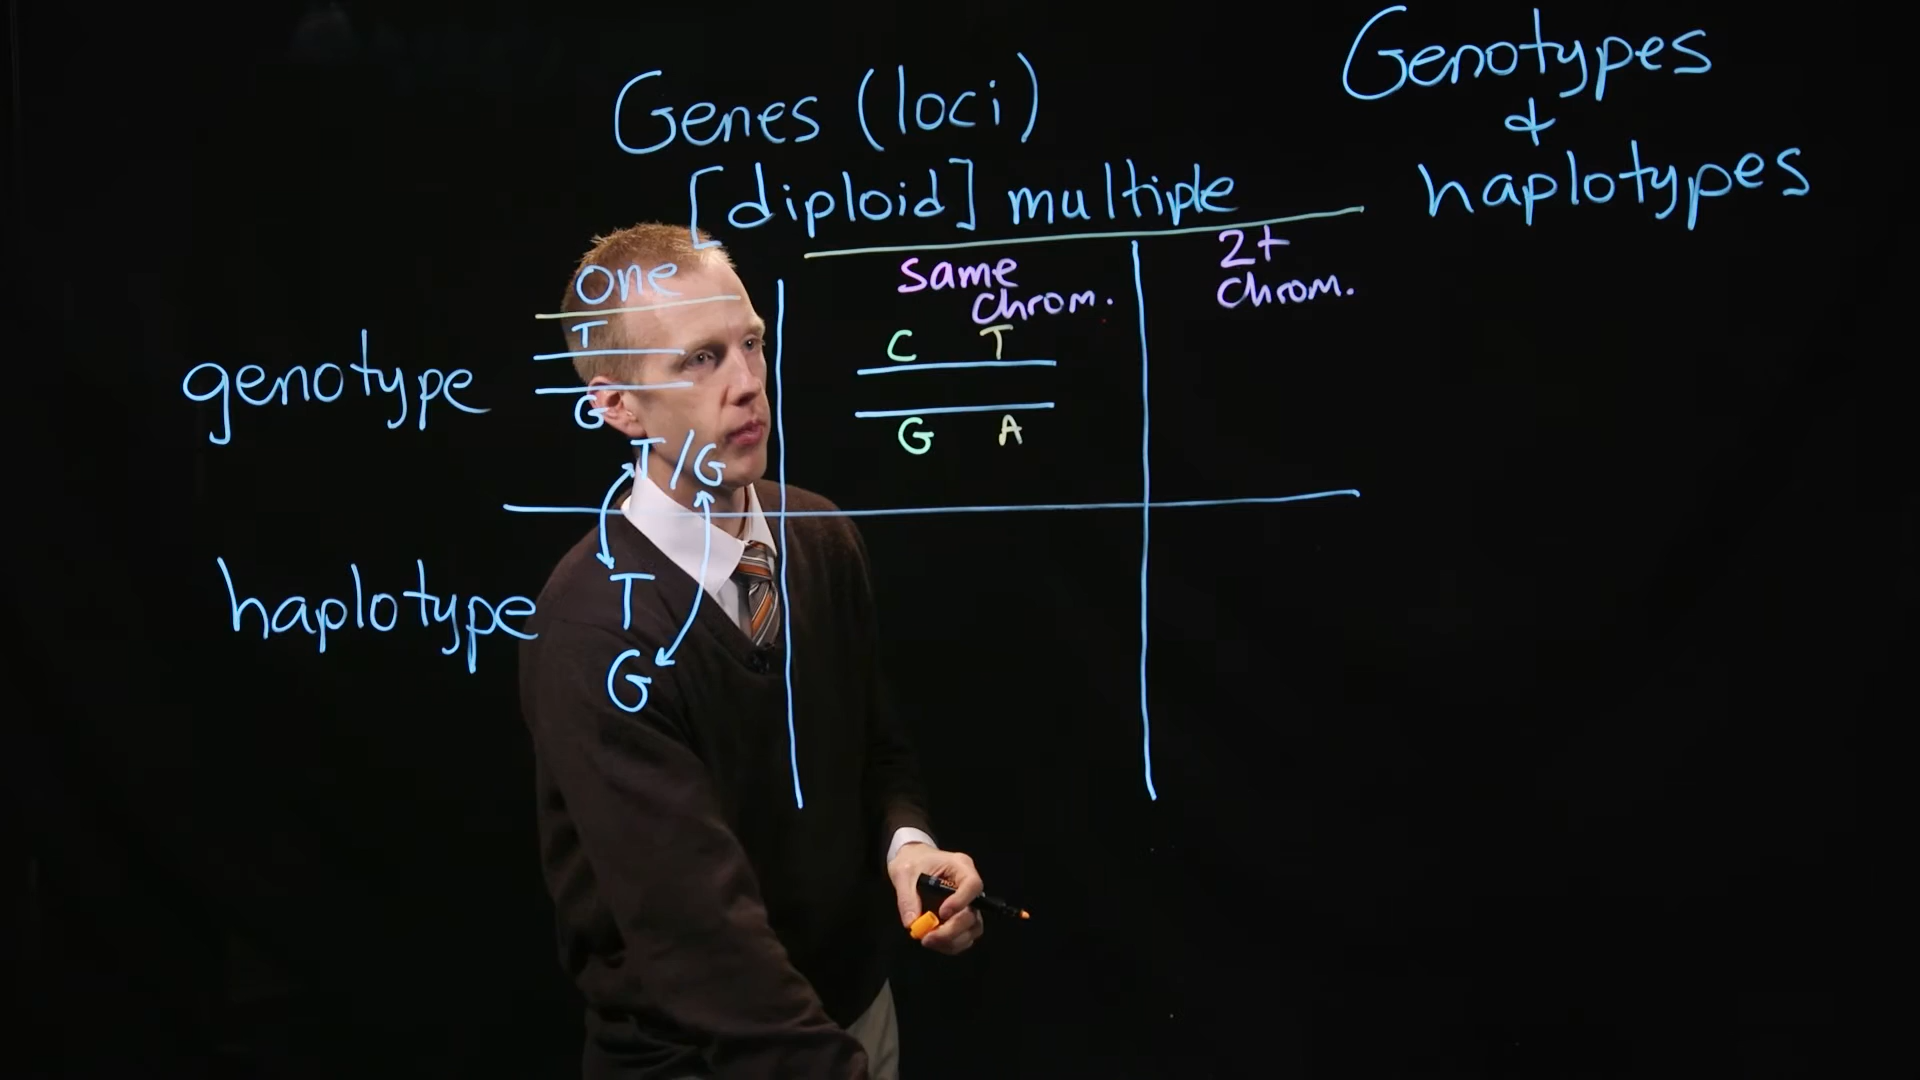 Genotypes
&
haplotypes
Genes (loci)
[diploid] multiple
one
same
chrom.
2+
chrom.
genotype
T
G
T/G
C T
G A
haplotype
T
G